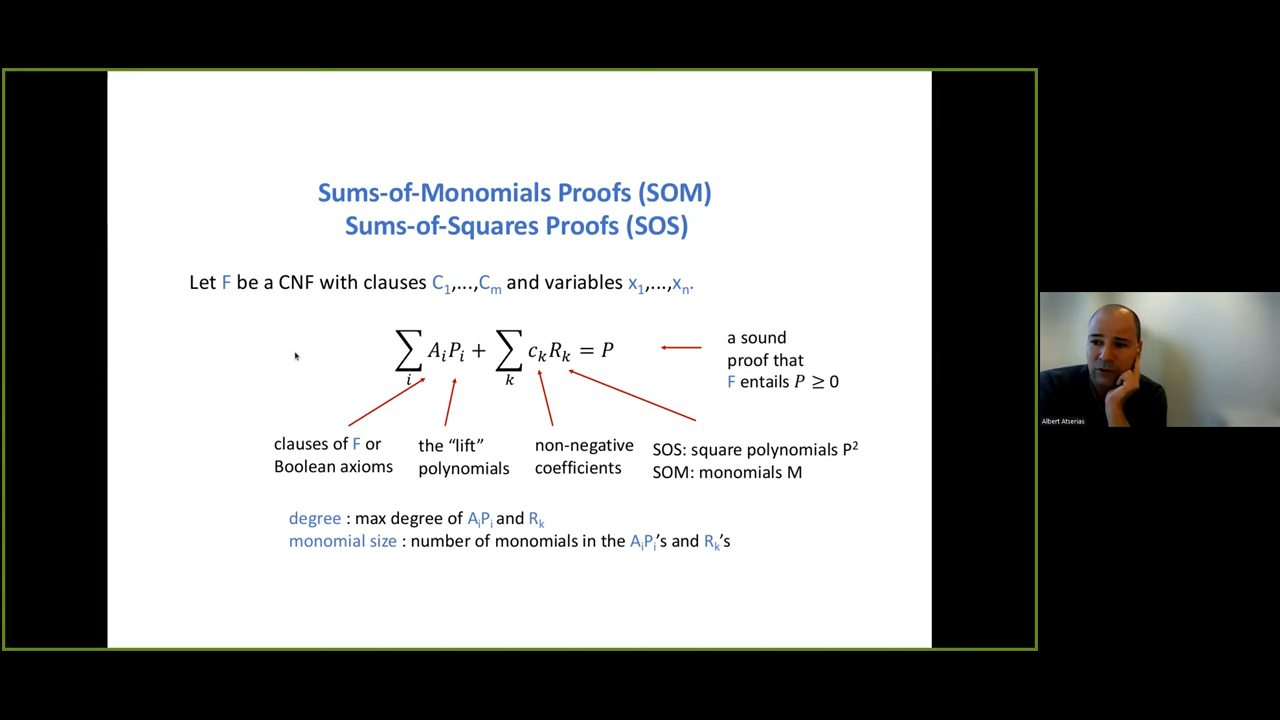 Sums-of-Monomials Proofs (SOM)
Sums-of-Squares Proofs (SOS)
Let F be a CNF with clauses C₁,...,Cₘ and variables x₁,...,xₙ.
∑ᵢ AᵢPᵢ + ∑ₖ cₖRₖ = P
a sound
proof that
F entails P ≥ 0
clauses of F or
Boolean axioms
the “lift”
polynomials
non-negative
coefficients
SOS: square polynomials P²
SOM: monomials M
degree : max degree of AᵢPᵢ and Rₖ
monomial size : number of monomials in the AᵢPᵢ’s and Rₖ’s
Albert Atserias